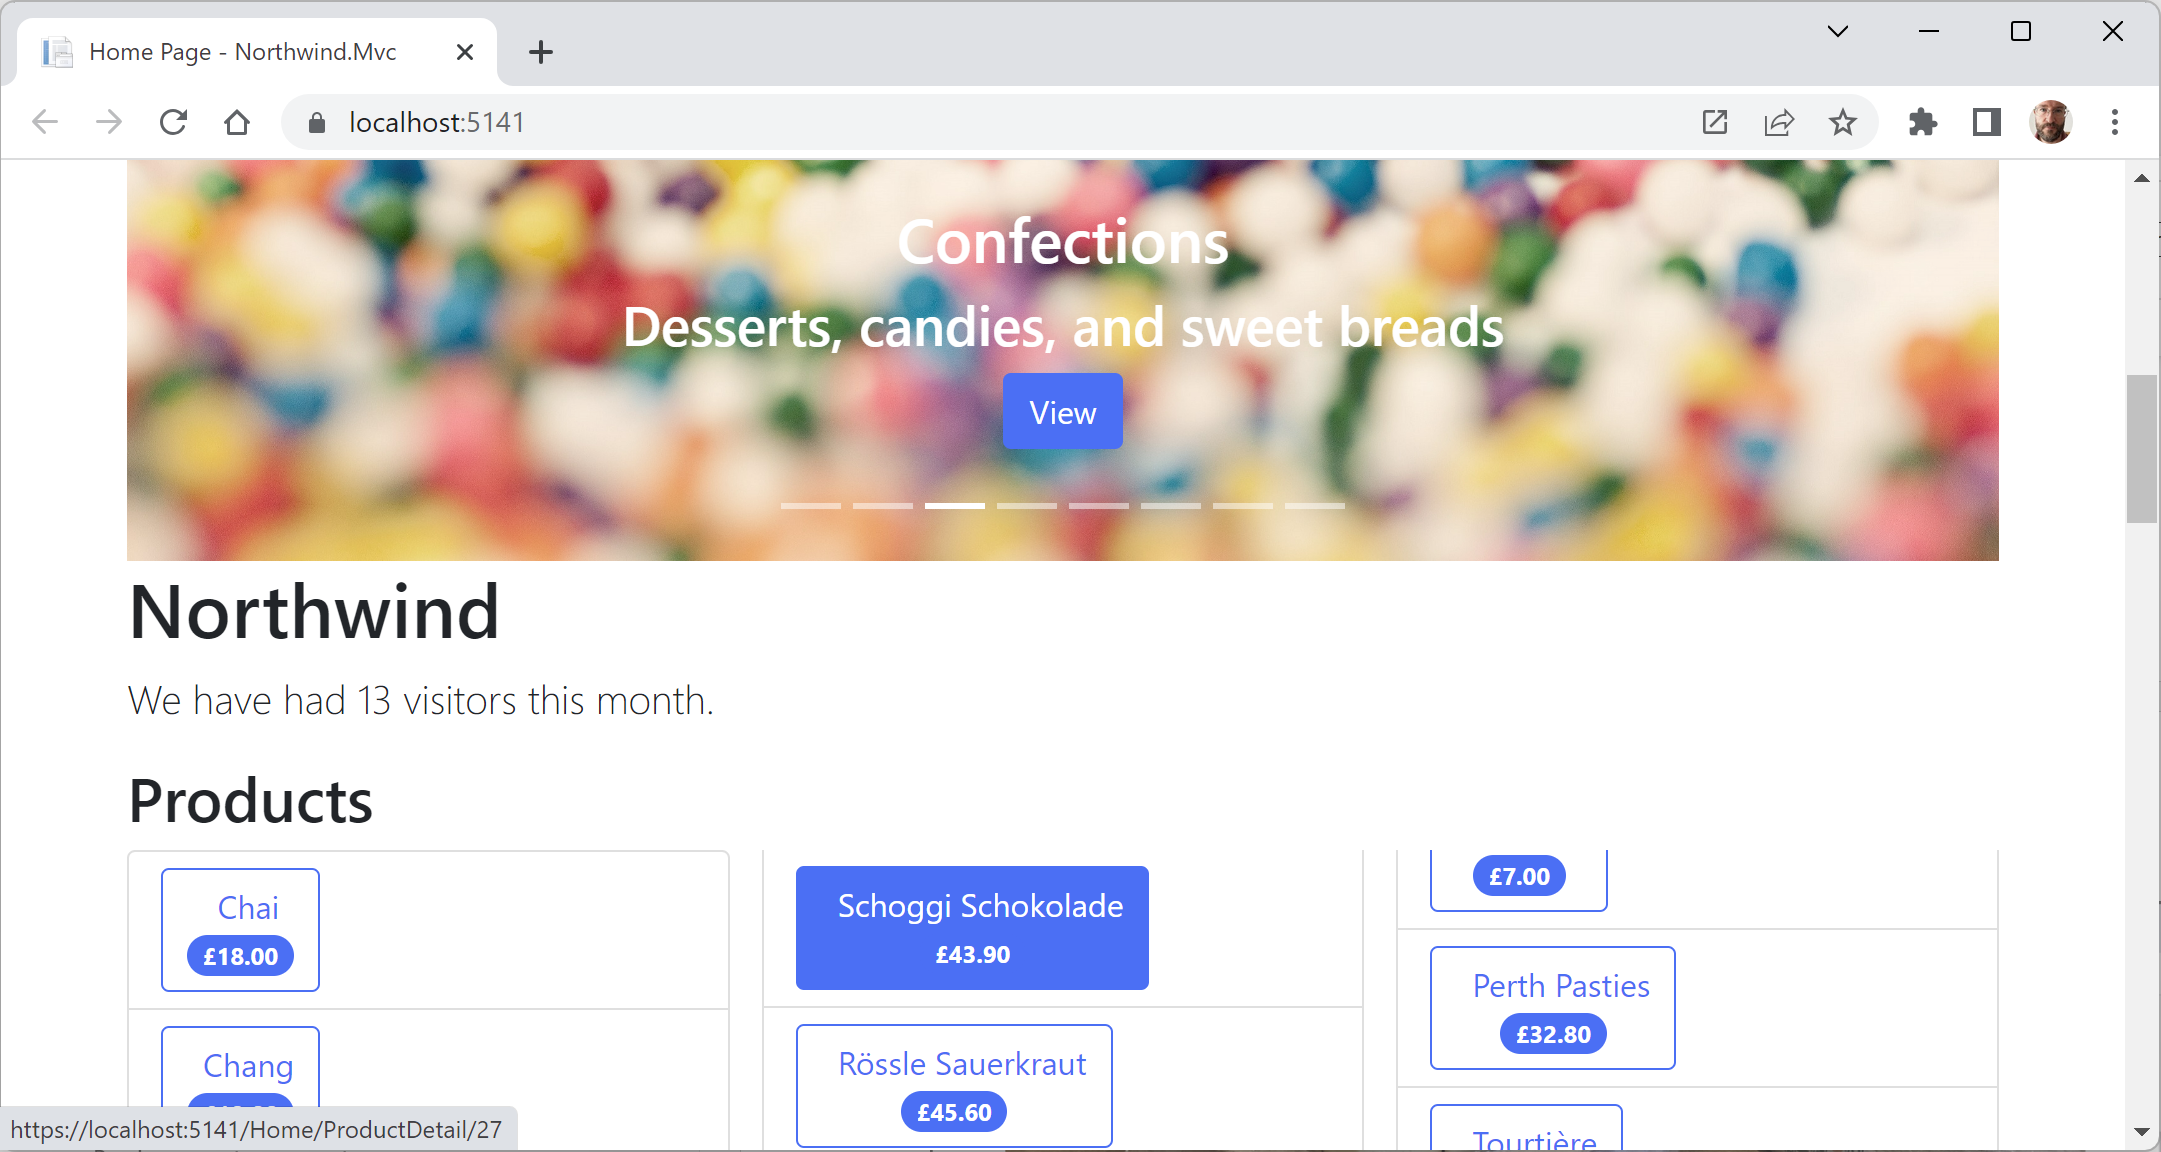 Home Page - Northwind.Mvc
localhost:5141
Confections
Desserts, candies, and sweet breads
View
Northwind
We have had 13 visitors this month.
Products
Chai
£18.00
Chang
Schoggi Schokolade
£43.90
Rössle Sauerkraut
£45.60
£7.00
Perth Pasties
£32.80
Tourtière
https://localhost:5141/Home/ProductDetail/27